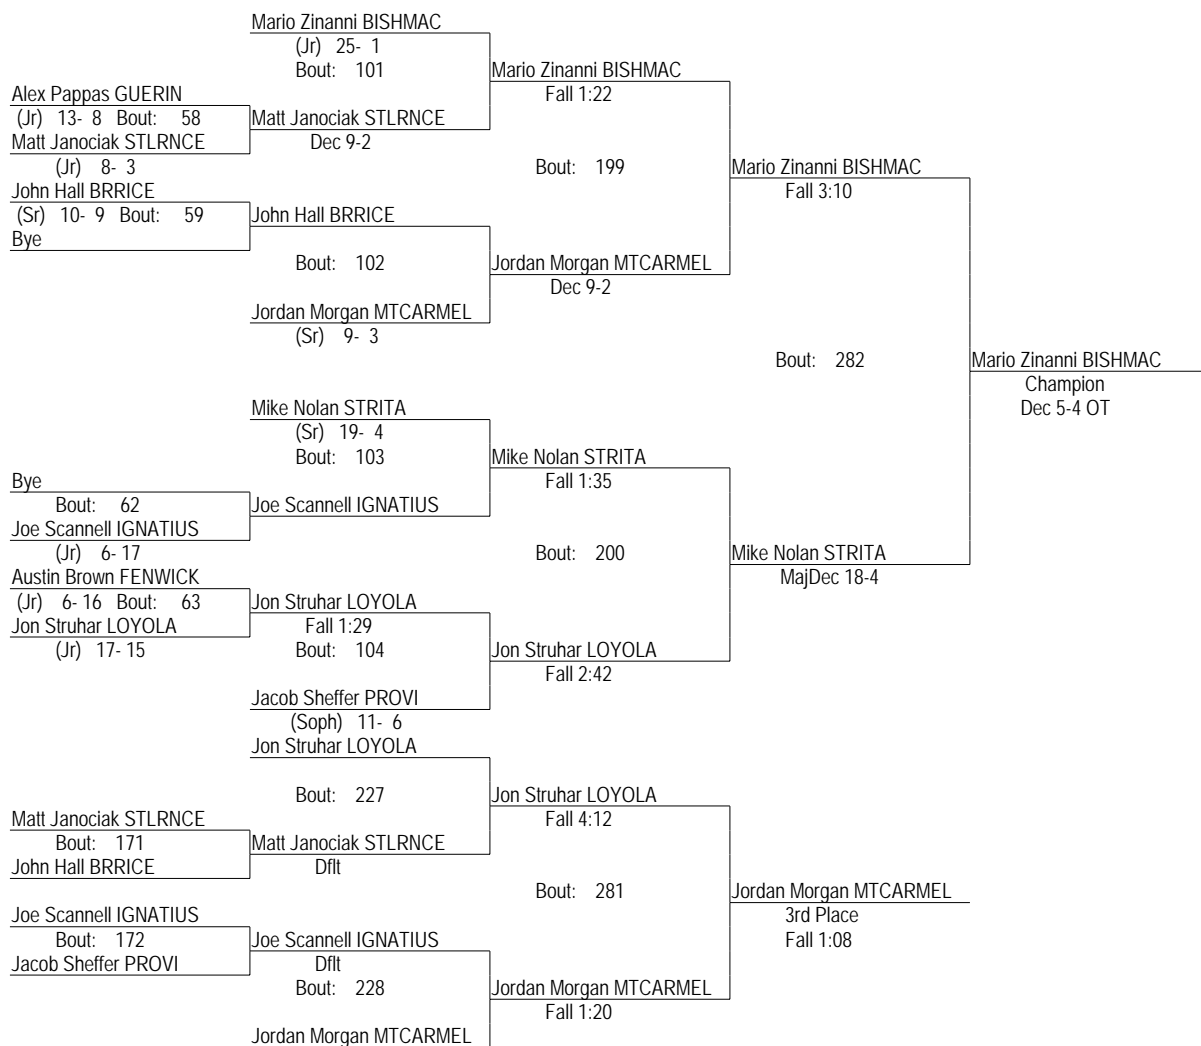 Mario Zinanni BISHMAC
(Jr) 25- 1
Bout: 101
Mario Zinanni BISHMAC
Fall 1:22
Alex Pappas GUERIN
(Jr) 13- 8 Bout: 58
Matt Janociak STLRNCE
Dec 9-2
Matt Janociak STLRNCE
(Jr) 8- 3
Bout: 199
Mario Zinanni BISHMAC
Fall 3:10
John Hall BRRICE
(Sr) 10- 9 Bout: 59
John Hall BRRICE
Bye
Bout: 102
Jordan Morgan MTCARMEL
Dec 9-2
Jordan Morgan MTCARMEL
(Sr) 9- 3
Bout: 282
Mario Zinanni BISHMAC
Champion
Dec 5-4 OT
Mike Nolan STRITA
(Sr) 19- 4
Bout: 103
Mike Nolan STRITA
Fall 1:35
Bye
Bout: 62
Joe Scannell IGNATIUS
Joe Scannell IGNATIUS
(Jr) 6- 17
Bout: 200
Mike Nolan STRITA
MajDec 18-4
Austin Brown FENWICK
(Jr) 6- 16 Bout: 63
Jon Struhar LOYOLA
Fall 1:29
Jon Struhar LOYOLA
(Jr) 17- 15
Bout: 104
Jon Struhar LOYOLA
Fall 2:42
Jacob Sheffer PROVI
(Soph) 11- 6
Jon Struhar LOYOLA
Bout: 227
Jon Struhar LOYOLA
Fall 4:12
Matt Janociak STLRNCE
Bout: 171
Matt Janociak STLRNCE
Dflt
John Hall BRRICE
Bout: 281
Jordan Morgan MTCARMEL
3rd Place
Fall 1:08
Joe Scannell IGNATIUS
Bout: 172
Joe Scannell IGNATIUS
Dflt
Jacob Sheffer PROVI
Bout: 228
Jordan Morgan MTCARMEL
Fall 1:20
Jordan Morgan MTCARMEL